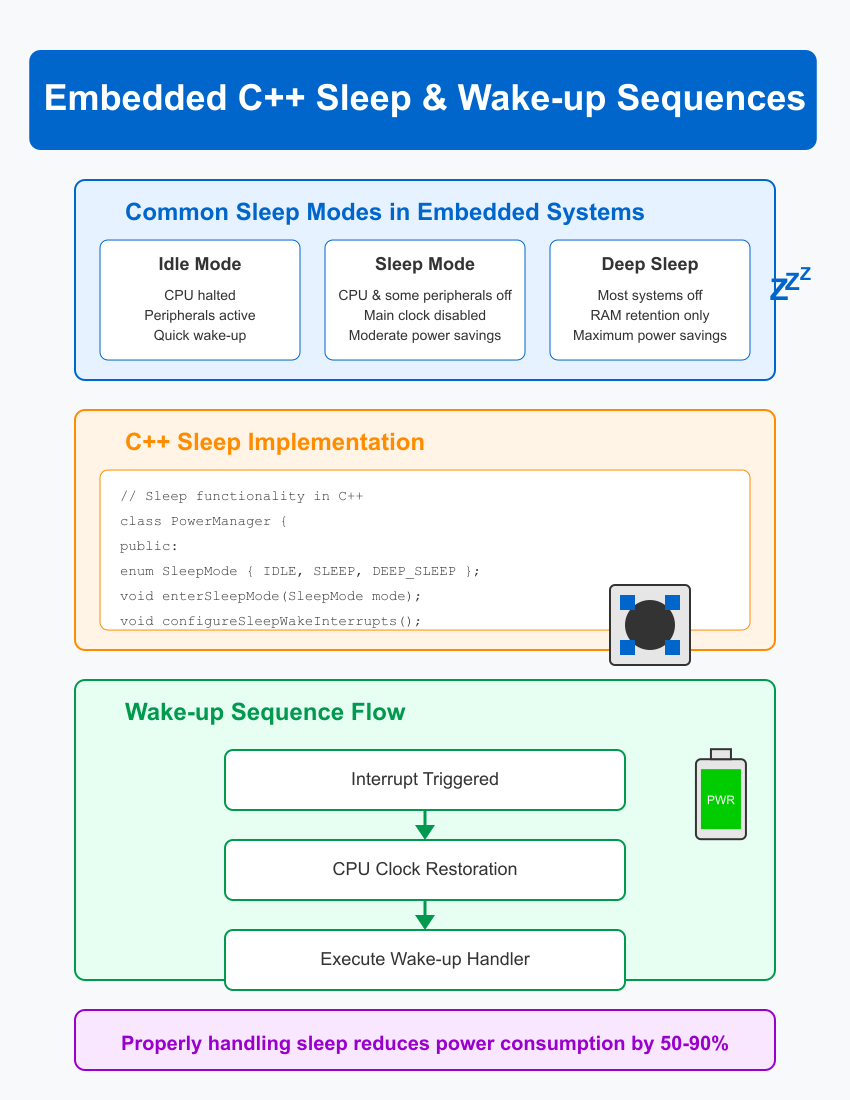 Embedded C++ Sleep & Wake-up Sequences
Common Sleep Modes in Embedded Systems
Idle Mode
CPU halted
Peripherals active
Quick wake-up
Sleep Mode
CPU & some peripherals off
Main clock disabled
Moderate power savings
Deep Sleep
Most systems off
RAM retention only
Maximum power savings
Z Z Z
C++ Sleep Implementation
// Sleep functionality in C++
class PowerManager {
public:
enum SleepMode { IDLE, SLEEP, DEEP_SLEEP };
void enterSleepMode(SleepMode mode);
void configureSleepWakeInterrupts();
Wake-up Sequence Flow
Interrupt Triggered
PWR
CPU Clock Restoration
Execute Wake-up Handler
Properly handling sleep reduces power consumption by 50-90%